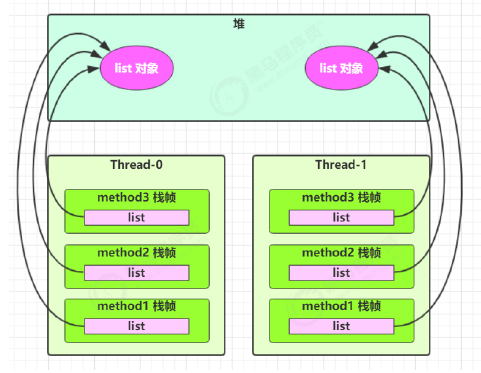 堆
list 对象
list 对象
Thread-0
Thread-1
method3 栈帧
method3 栈帧
list
list
method2 栈帧
method2 栈帧
list
list
method1 栈帧
method1 栈帧
list
list